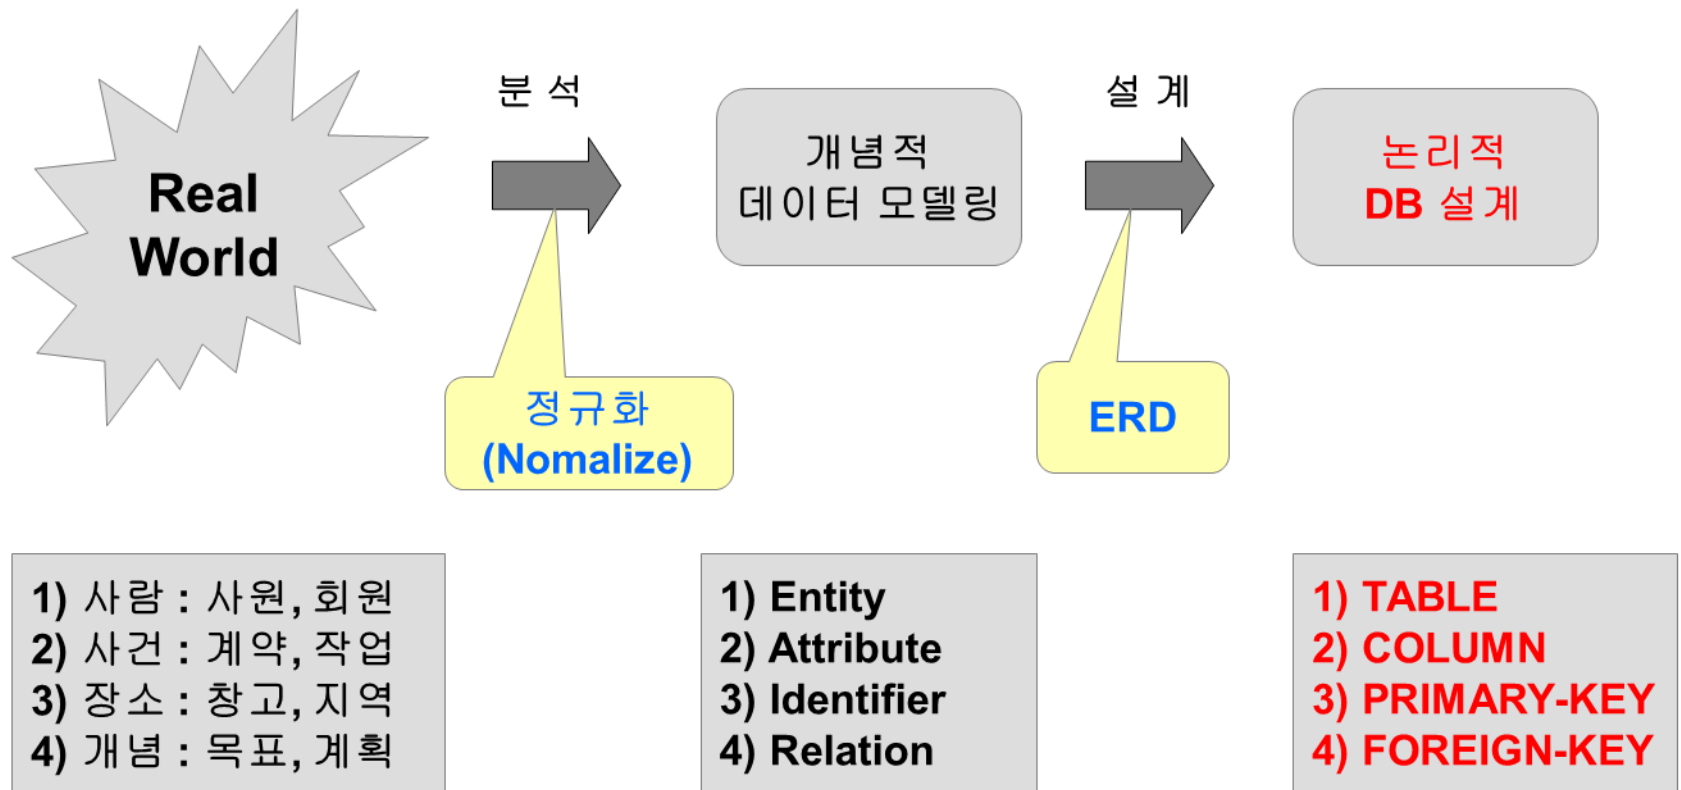 Real
World
분 석
개념적
데이터 모델링
설 계
논리적
DB 설계
정규화
(Nomalize)
ERD
1) 사람 : 사원, 회원
2) 사건 : 계약, 작업
3) 장소 : 창고, 지역
4) 개념 : 목표, 계획
1) Entity
2) Attribute
3) Identifier
4) Relation
1) TABLE
2) COLUMN
3) PRIMARY-KEY
4) FOREIGN-KEY